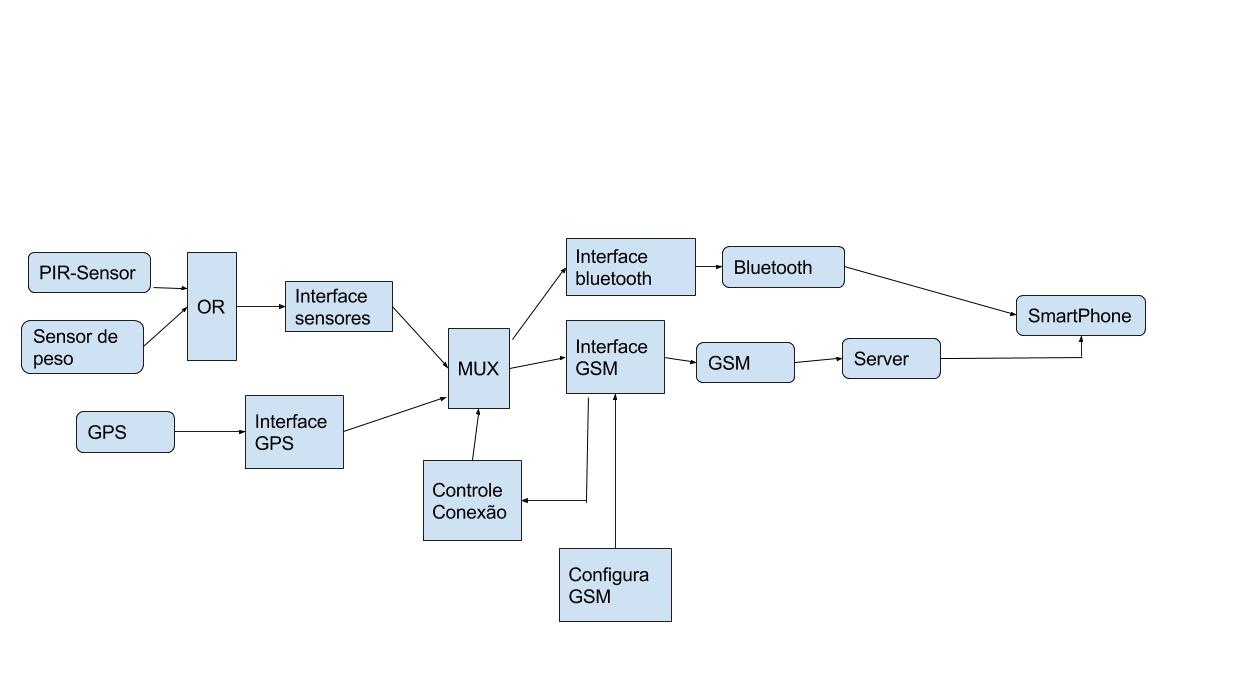 PIR-Sensor
Sensor de
peso
OR
Interface
sensores
GPS
Interface
GPS
MUX
Controle
Conexão
Interface
bluetooth
Bluetooth
Interface
GSM
GSM
Server
SmartPhone
Configura
GSM